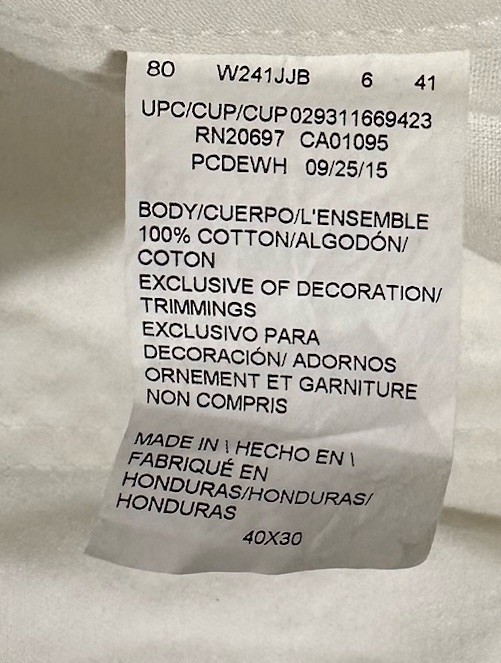 80 W241JJB 6 41
UPC/CUP/CUP 029311669423
RN20697 CA01095
PCDEWH 09/25/15
BODY/CUERPO/L'ENSEMBLE
100% COTTON/ALGODÓN/
COTON
EXCLUSIVE OF DECORATION/
TRIMMINGS
EXCLUSIVO PARA
DECORACIÓN/ ADORNOS
ORNEMENT ET GARNITURE
NON COMPRIS
MADE IN \ HECHO EN \
FABRIQUÉ EN
HONDURAS/HONDURAS/
HONDURAS
40X30